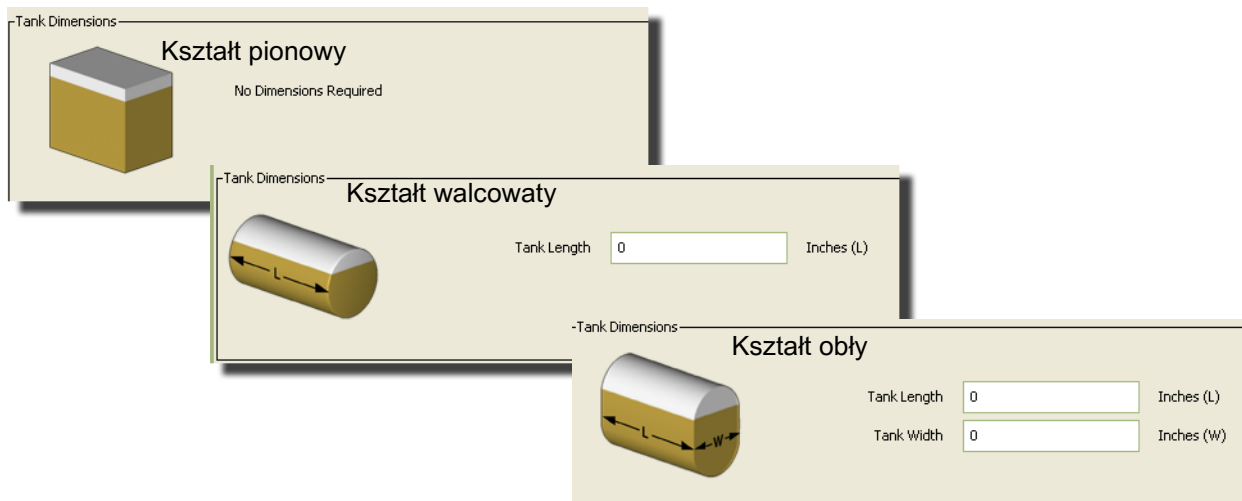 Tank Dimensions
Kształt pionowy
No Dimensions Required
Tank Dimensions
Kształt walcowaty
Tank Length 0 Inches (L)
L
Tank Dimensions
Kształt obły
Tank Length 0 Inches (L)
Tank Width 0 Inches (W)
L W